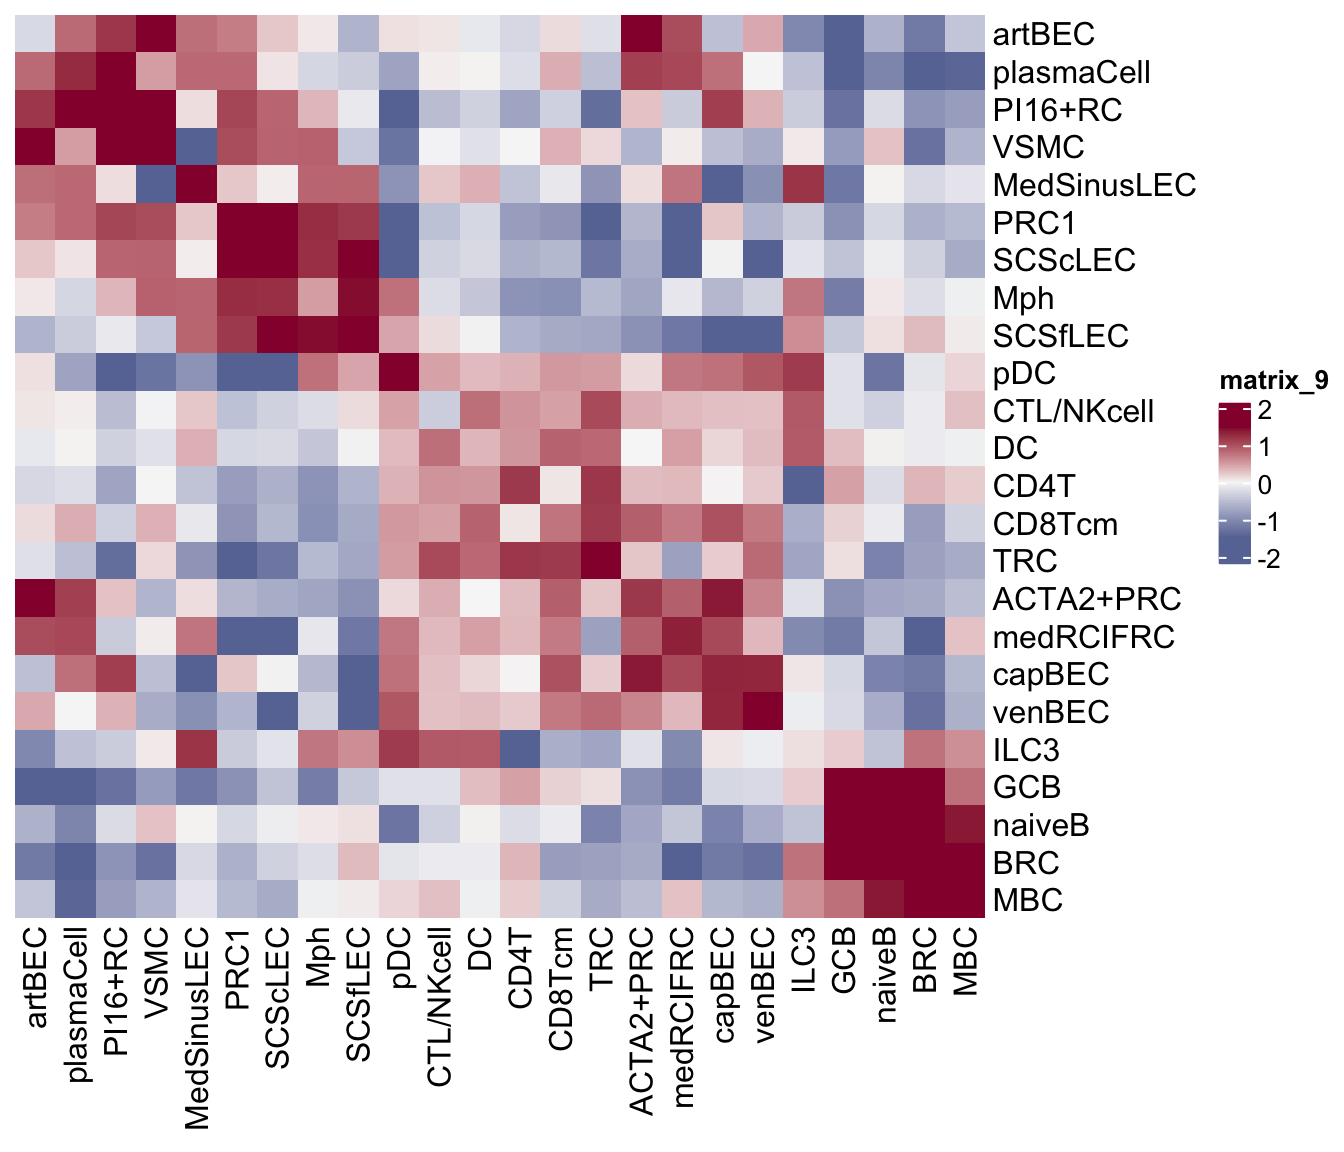 artBEC
plasmaCell
PI16+RC
VSMC
MedSinusLEC
PRC1
SCScLEC
Mph
SCSfLEC
pDC
CTL/NKcell
DC
CD4T
CD8Tcm
TRC
ACTA2+PRC
medRCIFRC
capBEC
venBEC
ILC3
GCB
naiveB
BRC
MBC
matrix_9
2
1
0
-1
-2
artBEC
plasmaCell
PI16+RC
VSMC
MedSinusLEC
PRC1
SCScLEC
Mph
SCSfLEC
pDC
CTL/NKcell
DC
CD4T
CD8Tcm
TRC
ACTA2+PRC
medRCIFRC
capBEC
venBEC
ILC3
GCB
naiveB
BRC
MBC